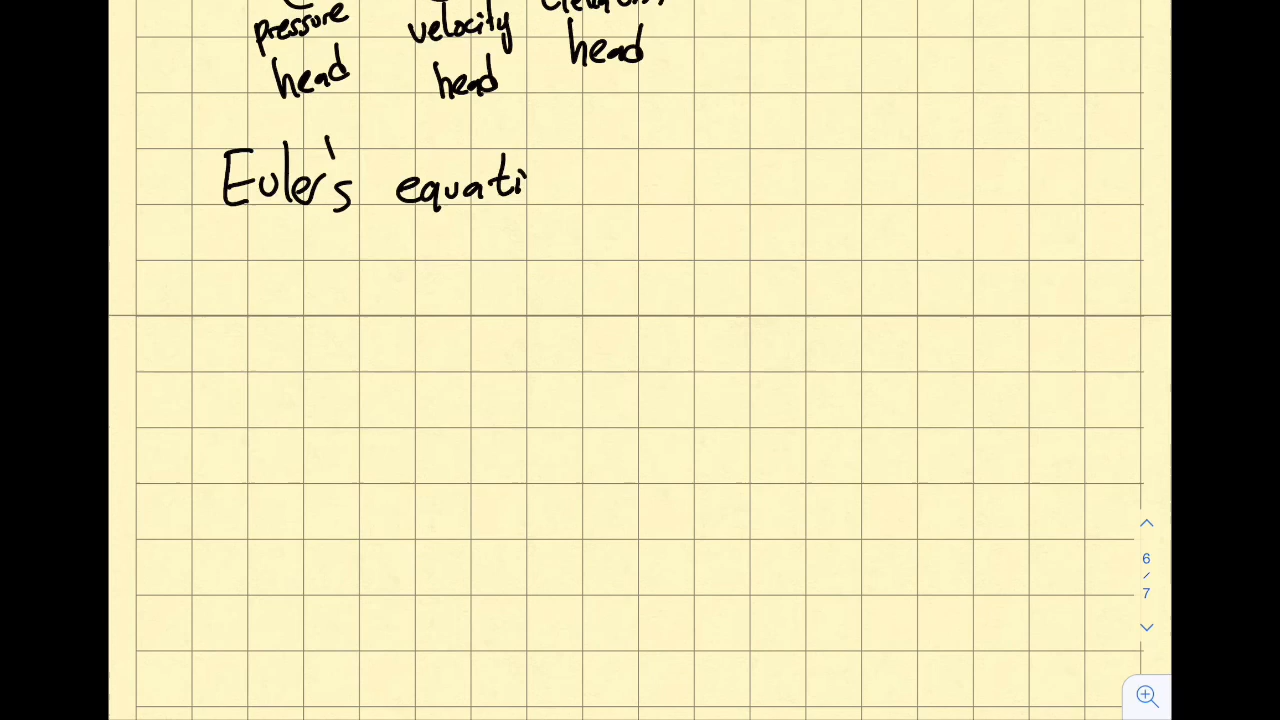 pressure velocity head
head head
Euler's equati
6
/
7